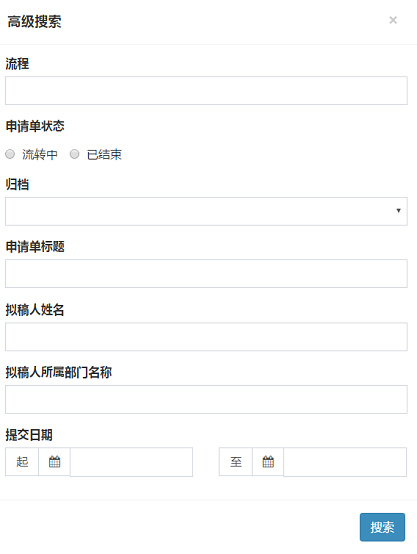 高级搜索 ×
流程
申请单状态
流转中 已结束
归档
申请单标题
拟稿人姓名
拟稿人所属部门名称
提交日期
起 至
搜索